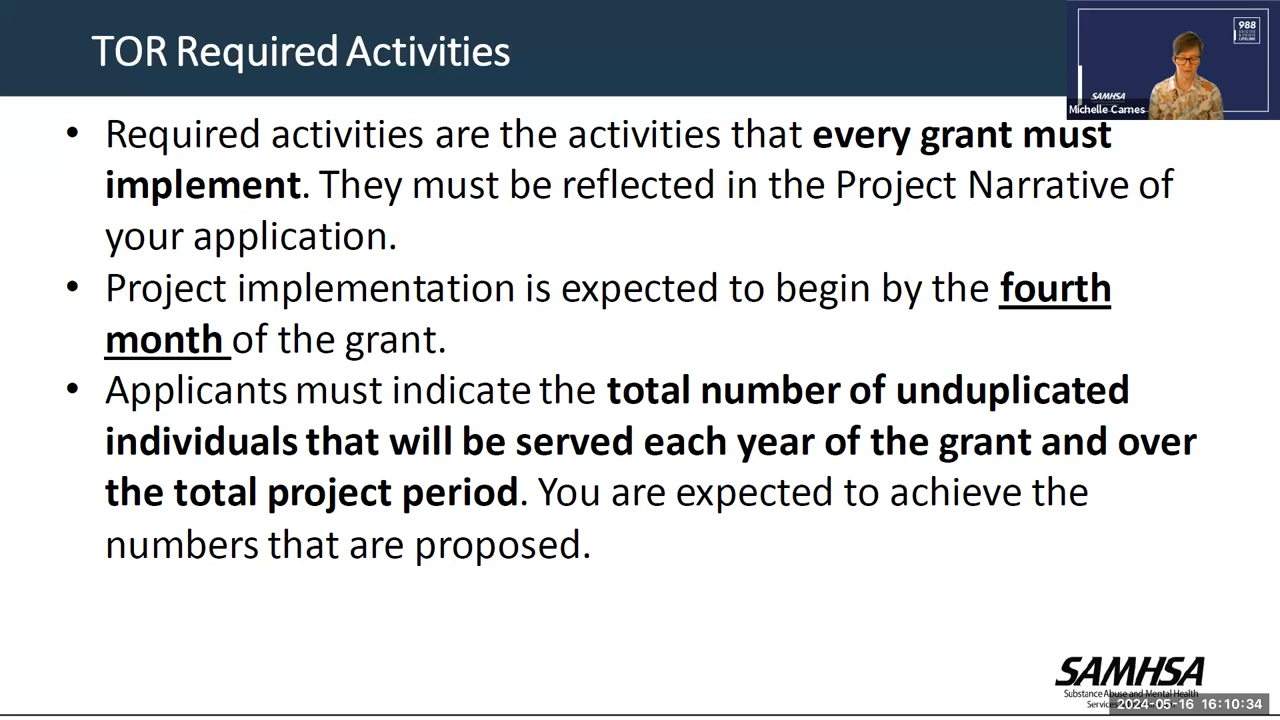 TOR Required Activities
988
SUICIDE
& CRISIS
LIFELINE
SAMHSA
Michelle Carnes
• Required activities are the activities that every grant must
implement. They must be reflected in the Project Narrative of
your application.
• Project implementation is expected to begin by the fourth
month of the grant.
• Applicants must indicate the total number of unduplicated
individuals that will be served each year of the grant and over
the total project period. You are expected to achieve the
numbers that are proposed.
SAMHSA
Substance Abuse and Mental Health
Services
2024-05-16 16:10:34